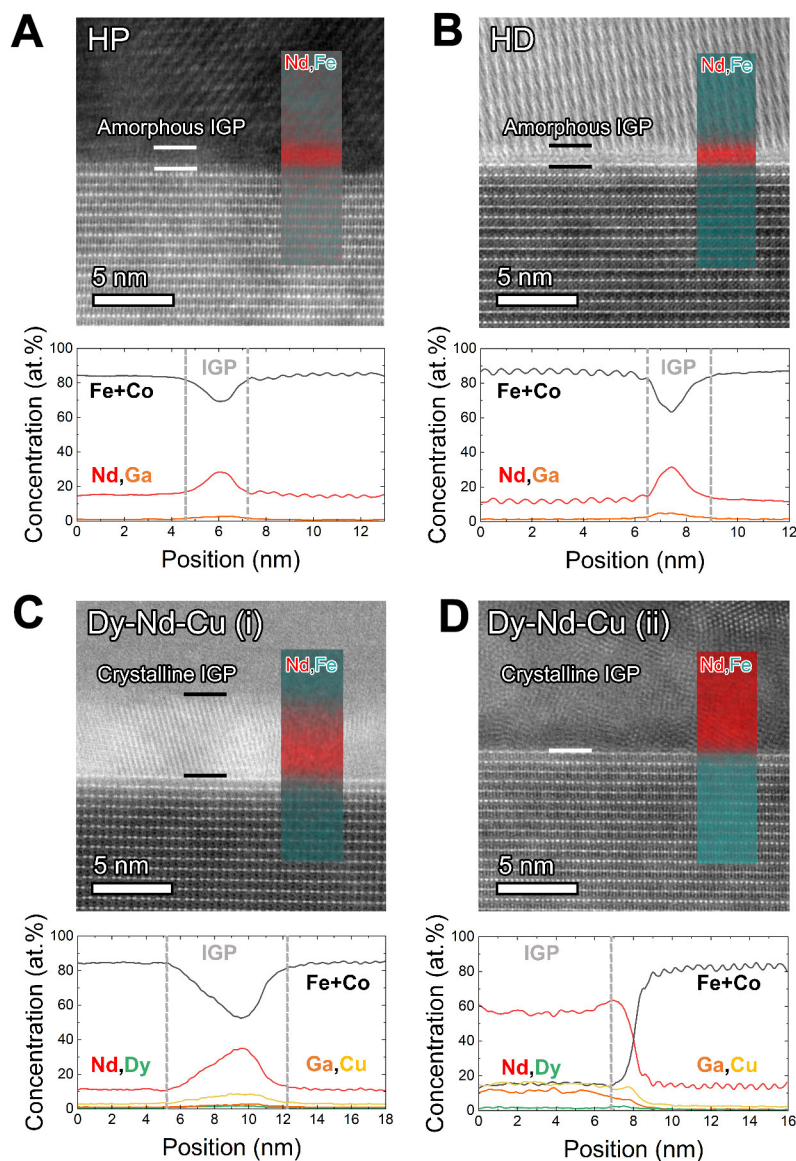 A
HP
Nd,Fe
Amorphous IGP
5 nm
Concentration (at.%)
100
80
60
40
20
0
IGP
Fe+Co
Nd,Ga
0 2 4 6 8 10 12
Position (nm)
B
HD
Nd,Fe
Amorphous IGP
5 nm
Concentration (at.%)
100
80
60
40
20
0
IGP
Fe+Co
Nd,Ga
0 2 4 6 8 10 12
Position (nm)
C
Dy-Nd-Cu (i)
Nd,Fe
Crystalline IGP
5 nm
Concentration (at.%)
100
80
60
40
20
0
IGP
Fe+Co
Nd,Dy
Ga,Cu
0 2 4 6 8 10 12 14 16 18
Position (nm)
D
Dy-Nd-Cu (ii)
Nd,Fe
Crystalline IGP
5 nm
Concentration (at.%)
100
80
60
40
20
0
IGP
Fe+Co
Nd,Dy
Ga,Cu
0 2 4 6 8 10 12 14 16
Position (nm)